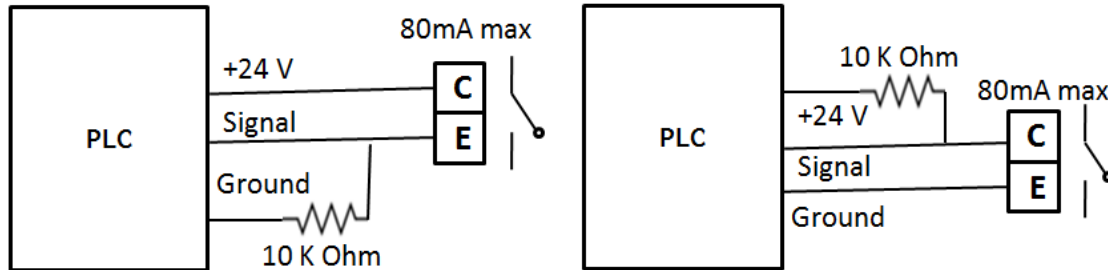 80mA max
+24 V
C
PLC
Signal
E
Ground
10 K Ohm
10 K Ohm
80mA max
+24 V
C
PLC
Signal
E
Ground